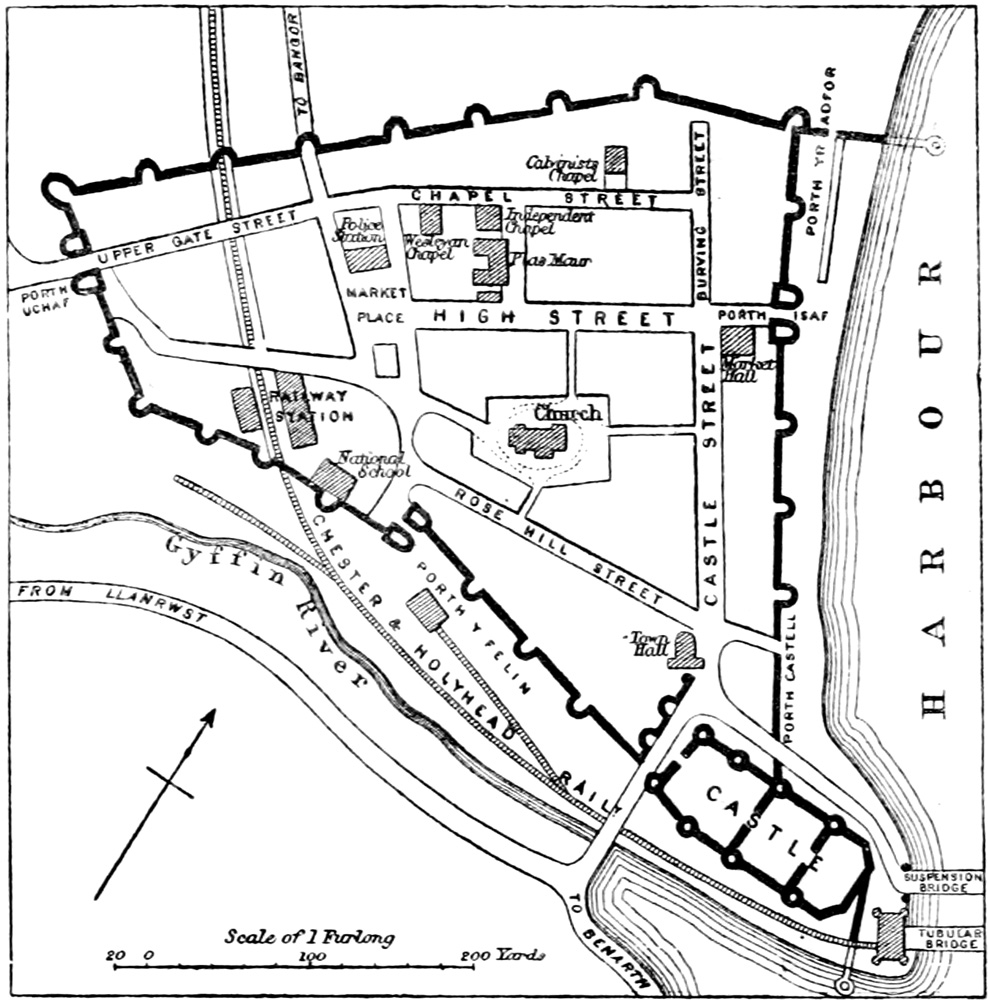 TO BANGOR
PORTH YR ADFOR
Calvinists
Chapel
BURYING STREET
CHAPEL STREET
UPPER GATE STREET
Police
Station
Wesleyan
Chapel
Independent
Chapel
Plas Maur
PORTH
UCHAF
MARKET
PLACE
HIGH STREET
PORTH ISAF
Market
Hall
HARBOUR
RAILWAY
STATION
Church
CASTLE STREET
National
School
ROSE HILL STREET
Gyffin River
FROM LLANRWST
CHESTER & HOLYHEAD RAILY
PORTH Y FELIN
Town
Hall
PORTH CASTELL
CASTLE
SUSPENSION
BRIDGE
TUBULAR
BRIDGE
TO BENARTH
Scale of 1 Furlong
20 0 100 200 Yards